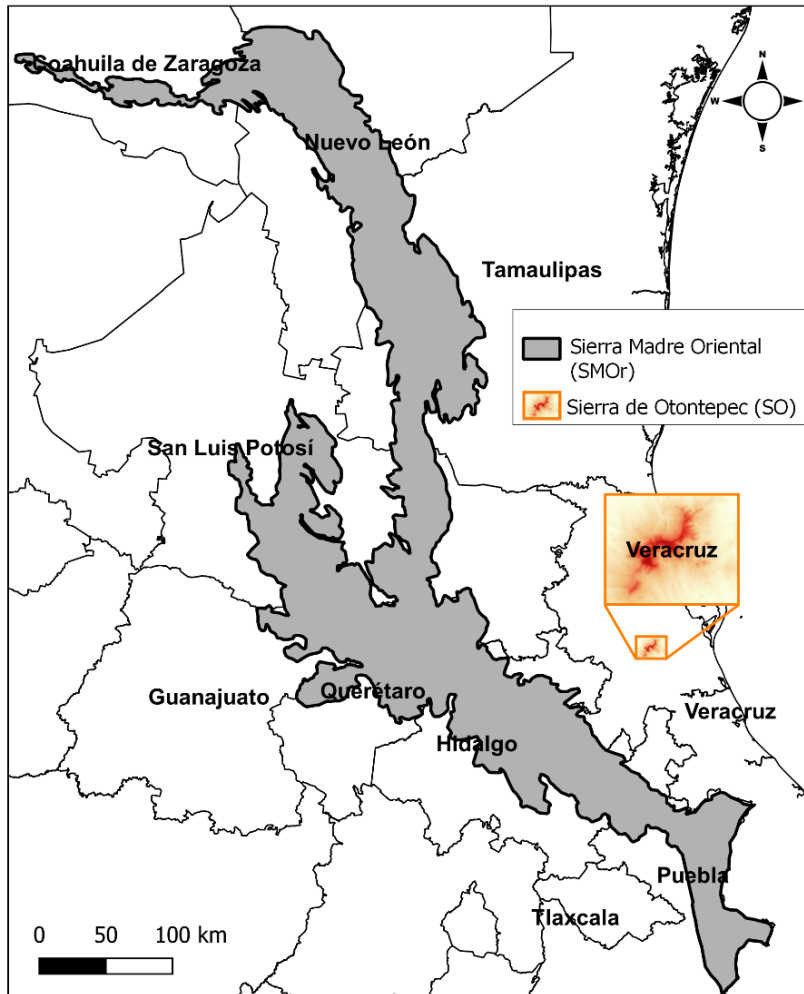 Coahuila de Zaragoza
N
W
E
S
Nuevo León
Tamaulipas
Sierra Madre Oriental
(SMOr)
Sierra de Otontepec (SO)
San Luis Potosí
Veracruz
Guanajuato
Querétaro
Veracruz
Hidalgo
Puebla
Tlaxcala
0 50 100 km